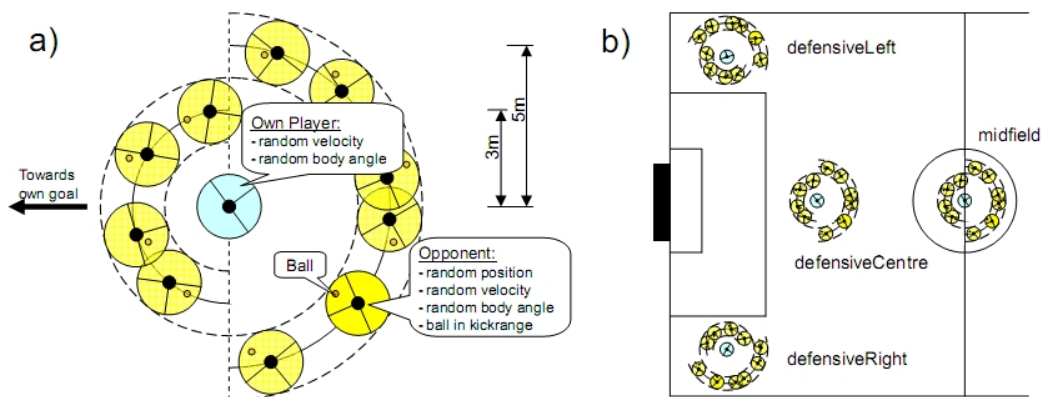 a)
Own Player:
- random velocity
- random body angle
Towards
own goal
3m
5m
Ball
Opponent:
- random position
- random velocity
- random body angle
- ball in kickrange
b)
defensiveLeft
midfield
defensiveCentre
defensiveRight